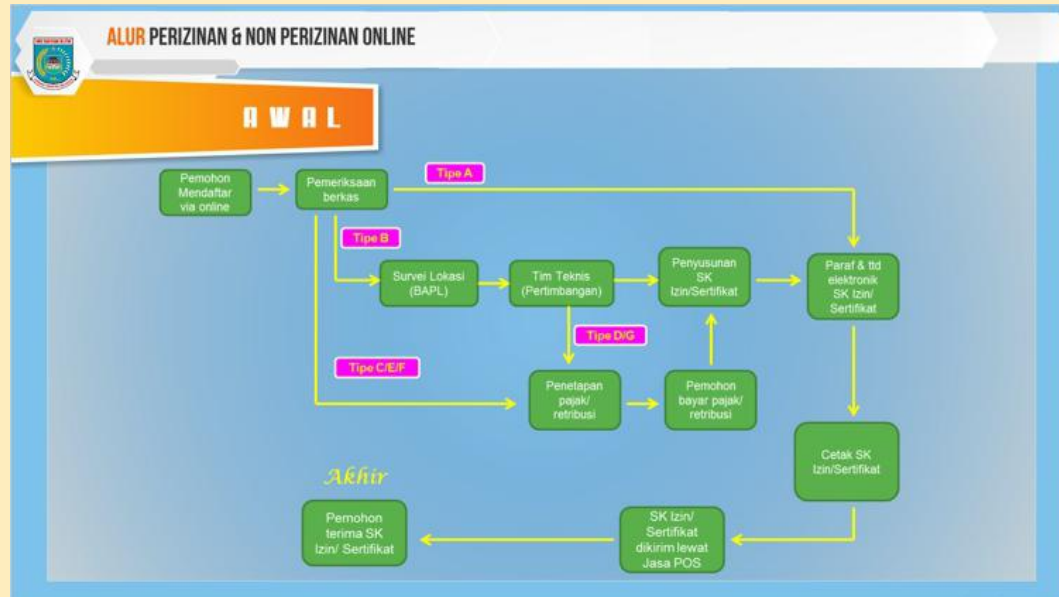 ALUR PERIZINAN & NON PERIZINAN ONLINE
AWAL
Pemohon
Mendaftar
via online
Pemeriksaan
berkas
Tipe A
Tipe B
Survei Lokasi
(BAPL)
Tim Teknis
(Pertimbangan)
Penyusunan
SK
Izin/Sertifikat
Paraf & ttd
elektronik
SK Izin/
Sertifikat
Tipe D/G
Tipe C/E/F
Penetapan
pajak/
retribusi
Pemohon
bayar pajak/
retribusi
Cetak SK
Izin/Sertifikat
Akhir
Pemohon
terima SK
Izin/ Sertifikat
SK Izin/
Sertifikat
dikirim lewat
Jasa POS